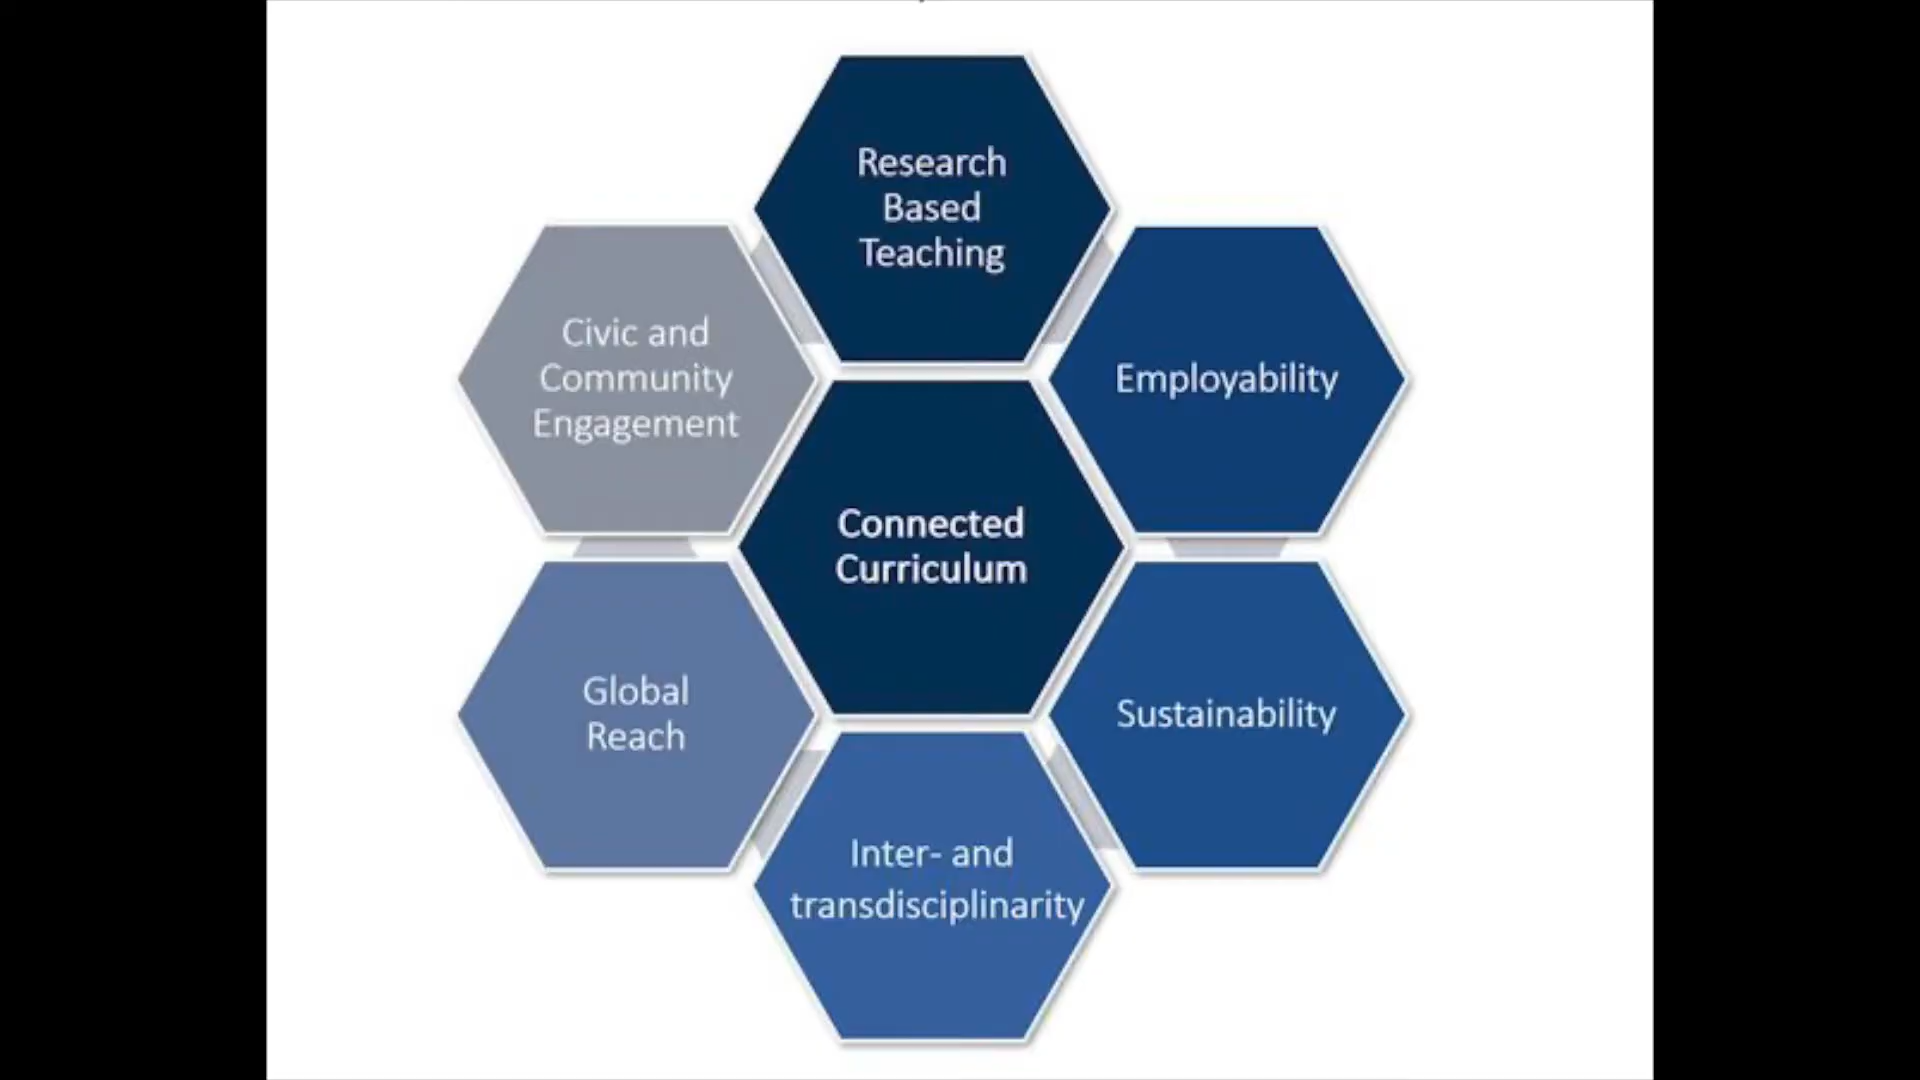 Research
Based
Teaching
Civic and
Community
Engagement
Employability
Connected
Curriculum
Global
Reach
Sustainability
Inter- and
transdisciplinarity